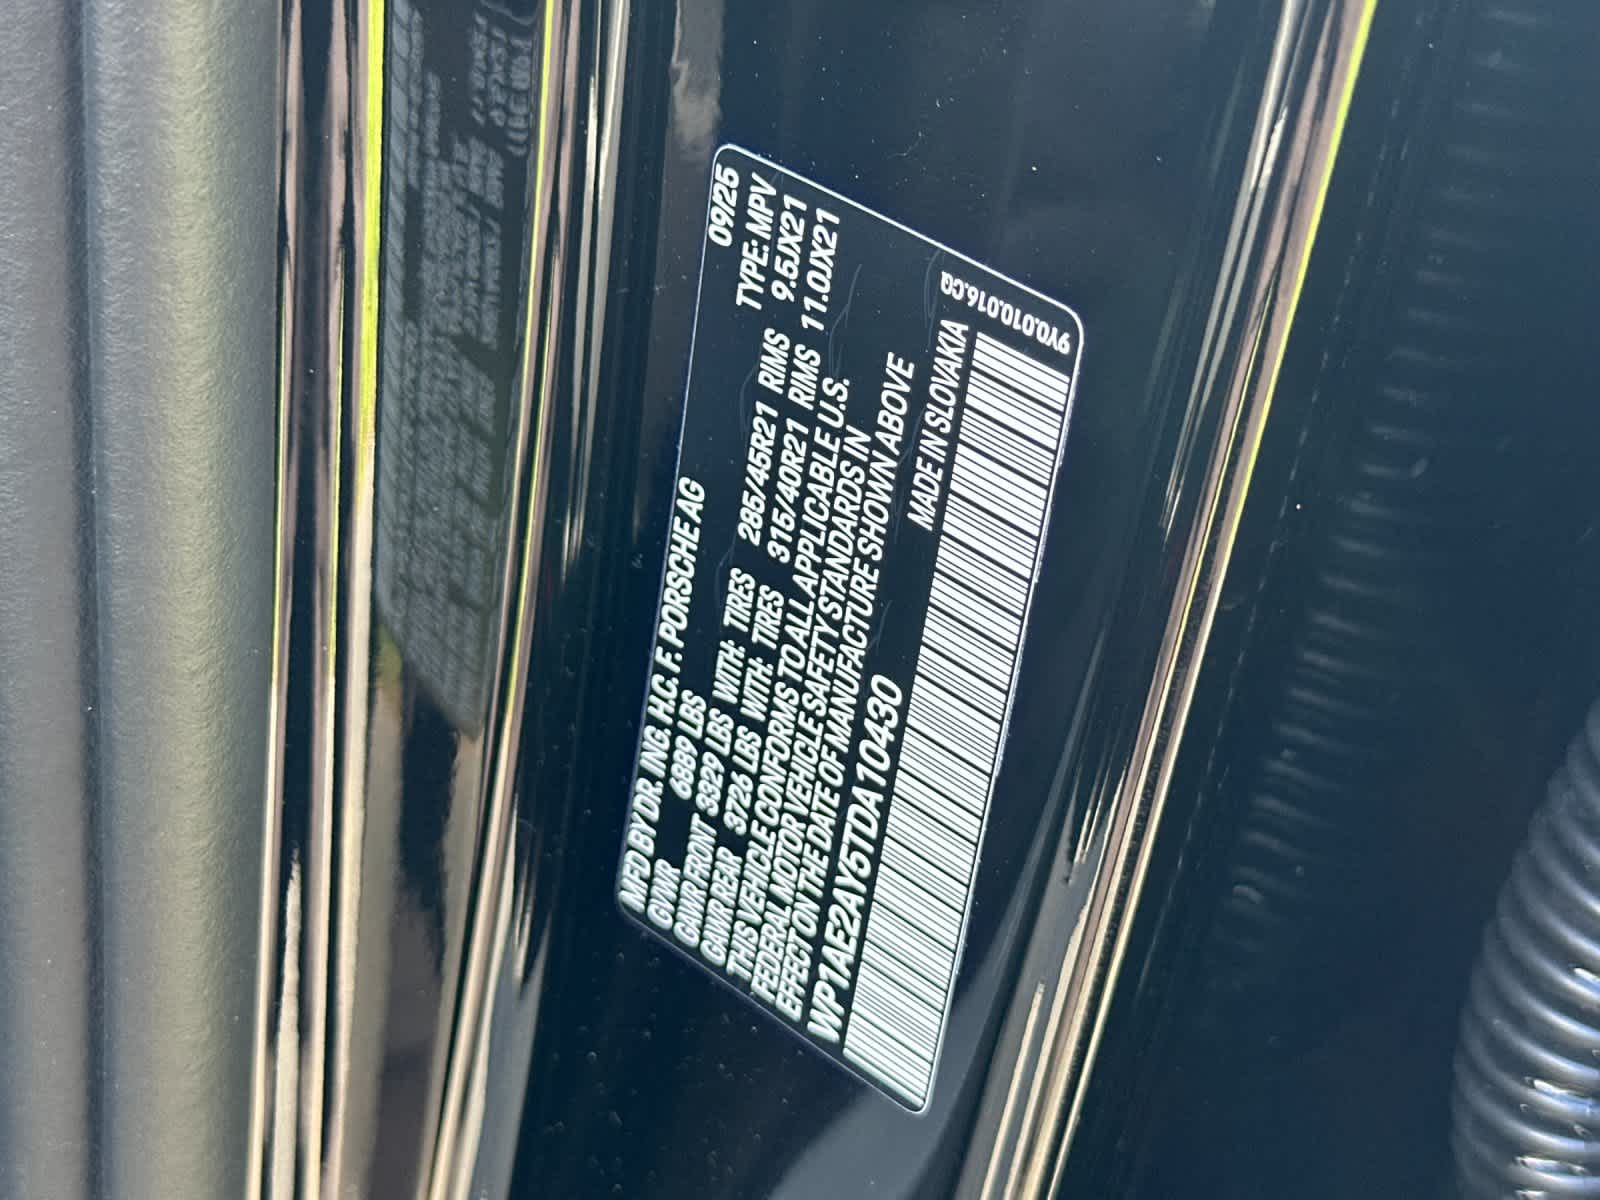 MFD BY DR. ING. H.C. F. PORSCHE AG 09/25
GVWR 6889 LBS TYPE: MPV
GAWR FRONT 3329 LBS WITH: TIRES 285/45R21 RIMS 9.5JX21
GAWR REAR 3726 LBS WITH: TIRES 315/40R21 RIMS 11.0JX21
THIS VEHICLE CONFORMS TO ALL APPLICABLE U.S.
FEDERAL MOTOR VEHICLE SAFETY STANDARDS IN
EFFECT ON THE DATE OF MANUFACTURE SHOWN ABOVE
WP1AE2AY5TDA10430 MADE IN SLOVAKIA
9Y0.010.016.CQ